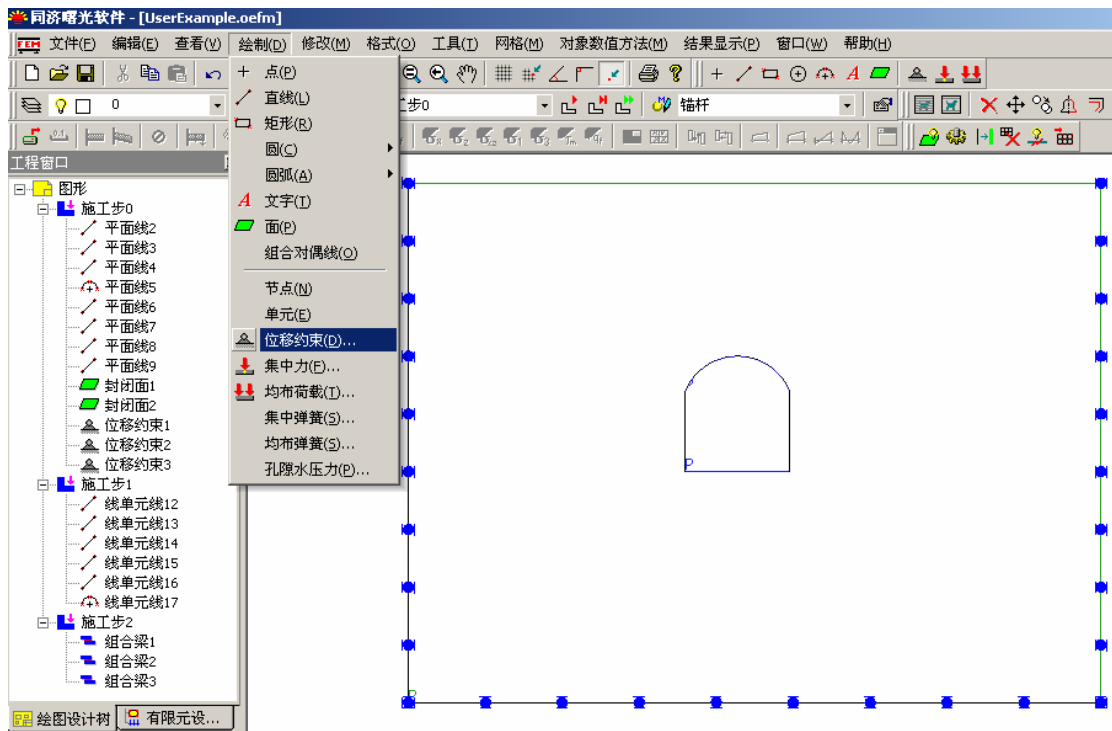 同济曙光软件 - [UserExample.oefm]
FEM 文件(F) 编辑(E) 查看(V) 绘制(D) 修改(M) 格式(O) 工具(T) 网格(M) 对象数值方法(M) 结果显示(P) 窗口(W) 帮助(H)
0
步0
锚杆
工程窗口
点(P)
直线(L)
矩形(R)
圆(C)
圆弧(A)
A 文字(T)
面(P)
组合对偶线(O)
节点(N)
单元(E)
位移约束(D)...
集中力(F)...
均布荷载(T)...
集中弹簧(S)...
均布弹簧(S)...
孔隙水压力(P)...
图形
施工步0
平面线2
平面线3
平面线4
平面线5
平面线6
平面线7
平面线8
平面线9
封闭面1
封闭面2
位移约束1
位移约束2
位移约束3
施工步1
线单元线12
线单元线13
线单元线14
线单元线15
线单元线16
线单元线17
施工步2
组合梁1
组合梁2
组合梁3
P
P
绘图设计树 有限元设...